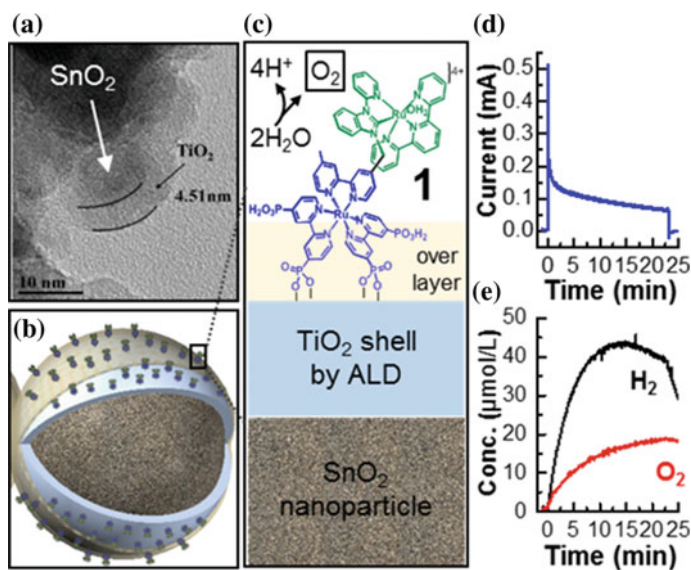 (a)
SnO₂
TiO₂
4.51nm
10 nm
(b)
(c)
4H⁺
O₂
2H₂O
4+
N
N
N
N
N
Ru
OH₂
1
N
N
Ru
N
N
N
N
H₂O₃P
PO₃H₂
O
P
O
O
O
P
O
O
over
layer
TiO₂ shell
by ALD
SnO₂
nanoparticle
(d)
Current (mA)
0.5
0.4
0.3
0.2
0.1
0.0
0 5 10 15 20 25
Time (min)
(e)
Conc. (μmol/L)
50
40
30
20
10
0
H₂
O₂
0 5 10 15 20 25
Time (min)